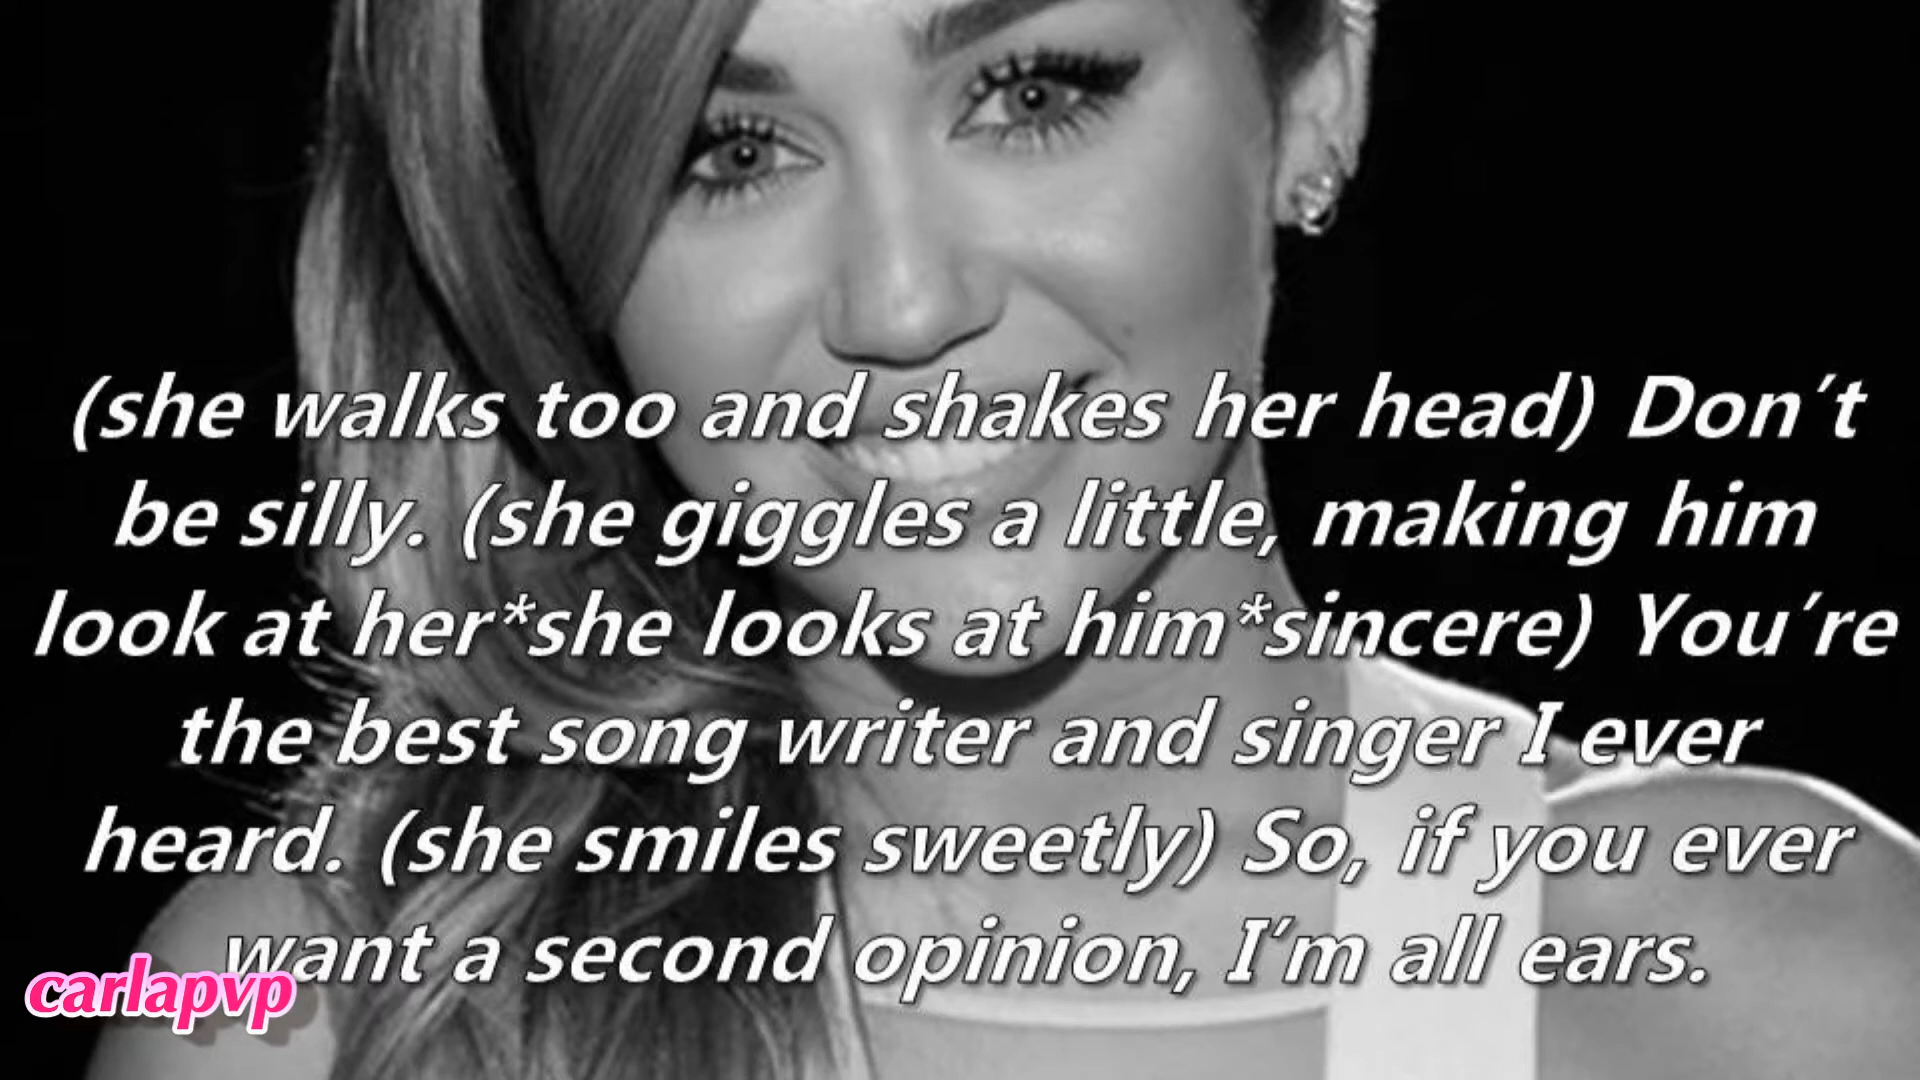 (she walks too and shakes her head) Don´t
be silly. (she giggles a little, making him
look at her*she looks at him*sincere) You´re
the best song writer and singer I ever
heard. (she smiles sweetly) So, if you ever
want a second opinion, I´m all ears.
carlapvp